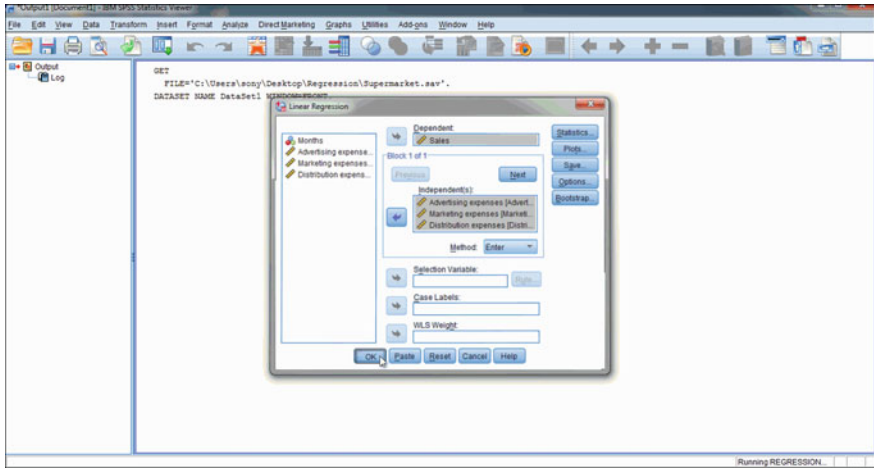 *Output1 [Document1] - IBM SPSS Statistics Viewer
File Edit View Data Transform Insert Format Analyze Direct Marketing Graphs Utilities Add-ons Window Help
Output
Log
GET
FILE='C:\Users\sony\Desktop\Regression\Supermarket.sav'.
DATASET NAME DataSet1 WINDOW=FRONT.
Linear Regression
Months
Advertising expense...
Marketing expenses...
Distribution expens...
Dependent:
Sales
Block 1 of 1
Previous Next
Independent(s):
Advertising expenses [Advert...
Marketing expenses [Marketi...
Distribution expenses [Distri...
Method: Enter
Selection Variable:
Rule...
Case Labels:
WLS Weight:
Statistics...
Plots...
Save...
Options...
Bootstrap...
OK Paste Reset Cancel Help
Running REGRESSION...